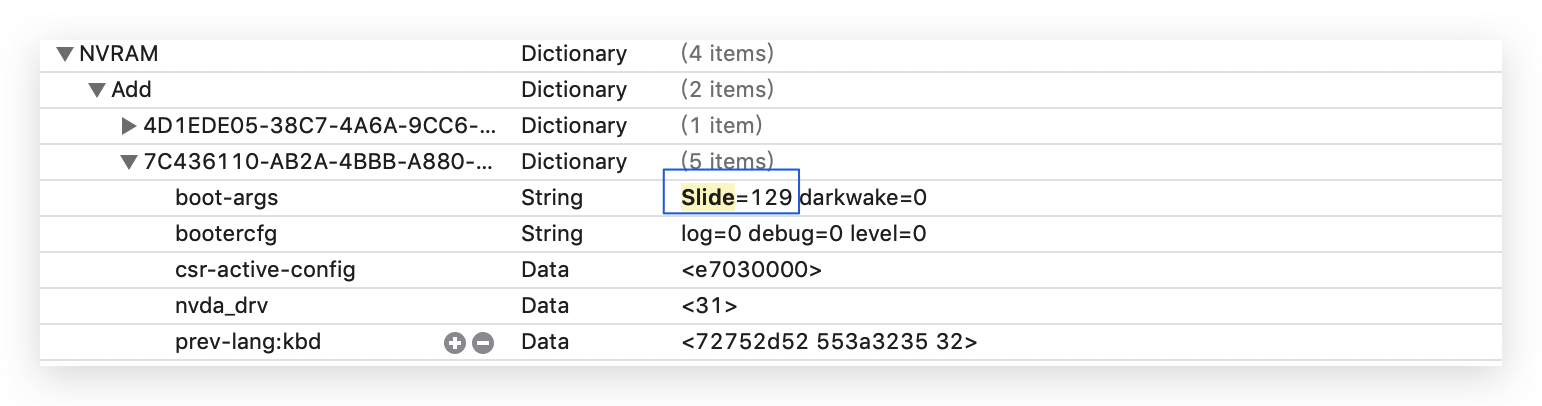 NVRAM Dictionary (4 items)
Add Dictionary (2 items)
4D1EDE05-38C7-4A6A-9CC6-... Dictionary (1 item)
7C436110-AB2A-4BBB-A880-... Dictionary (5 items)
boot-args String Slide=129 darkwake=0
bootercfg String log=0 debug=0 level=0
csr-active-config Data <e7030000>
nvda_drv Data <31>
prev-lang:kbd Data <72752d52 553a3235 32>